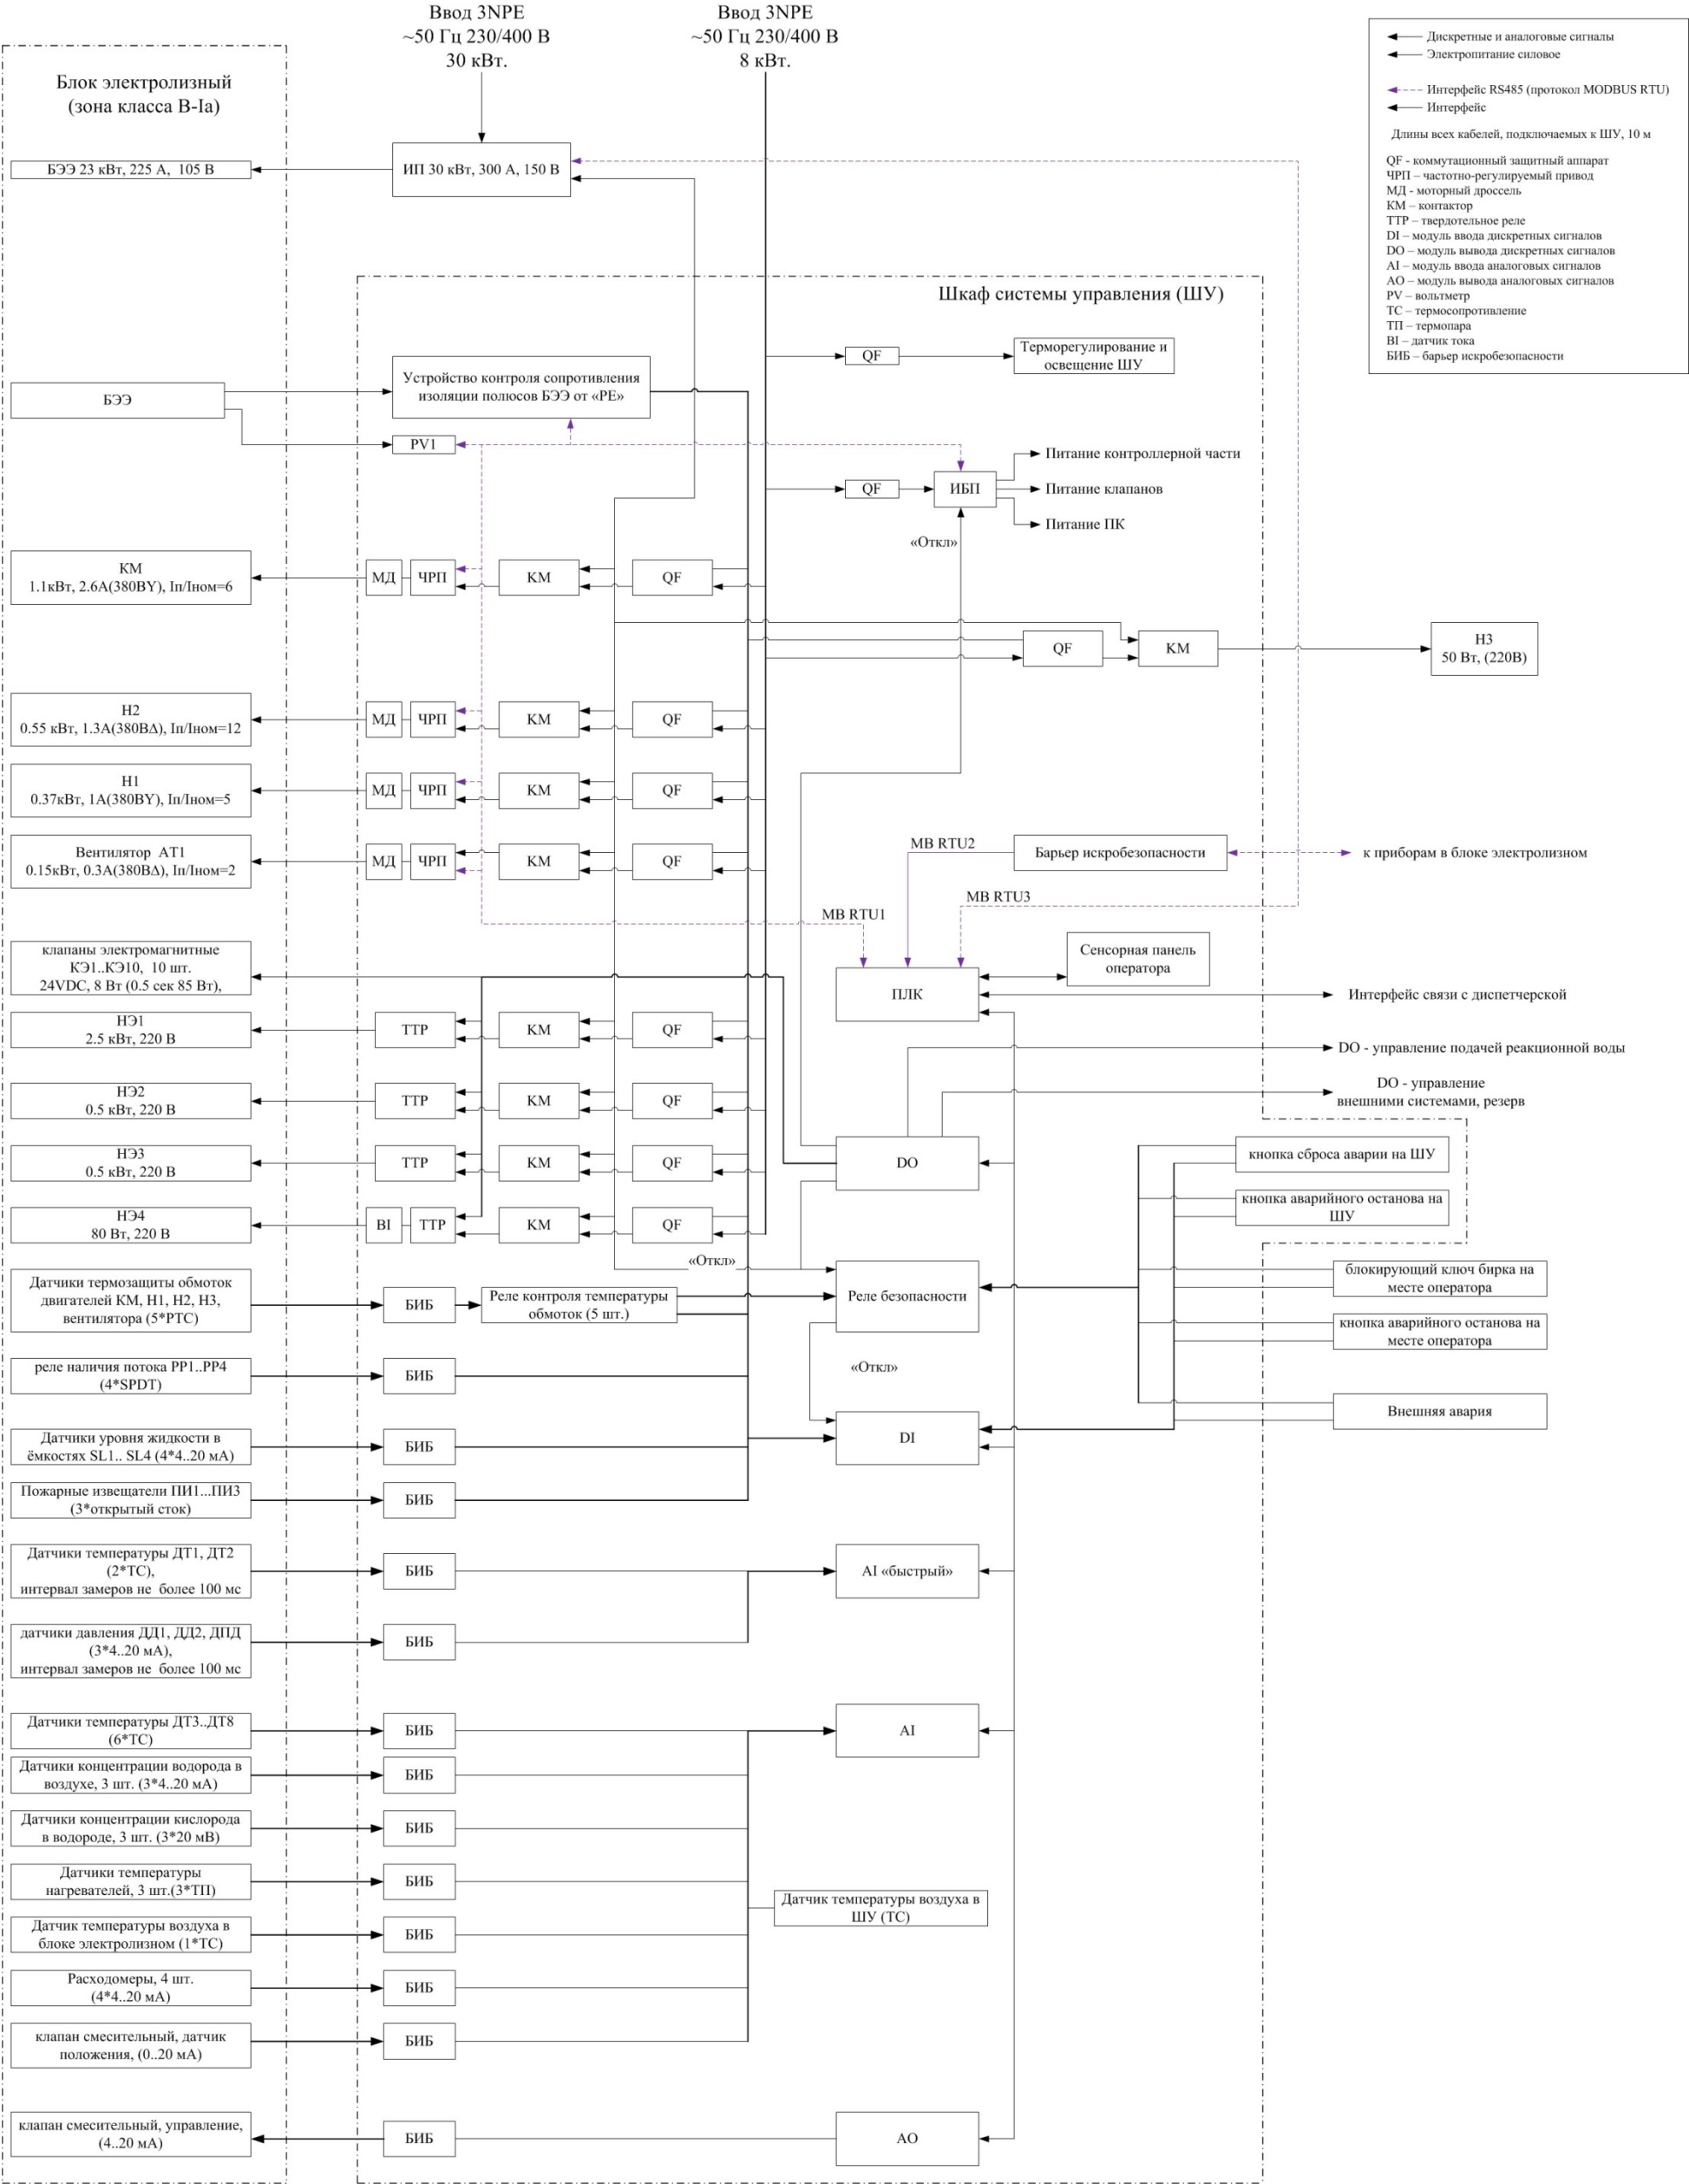 Ввод 3NPE
~50 Гц 230/400 В
30 кВт.
Ввод 3NPE
~50 Гц 230/400 В
8 кВт.
Дискретные и аналоговые сигналы
Электропитание силовое
Интерфейс RS485 (протокол MODBUS RTU)
Интерфейс
Длины всех кабелей, подключаемых к ШУ, 10 м
QF - коммутационный защитный аппарат
ЧРП – частотно-регулируемый привод
МД - моторный дроссель
КМ – контактор
ТТР – твердотельное реле
DI – модуль ввода дискретных сигналов
DO – модуль вывода дискретных сигналов
AI – модуль ввода аналоговых сигналов
АО – модуль вывода аналоговых сигналов
PV – вольтметр
ТС – термосопротивление
ТП – термопара
BI – датчик тока
БИБ – барьер искробезопасности
Блок электролизный
(зона класса В-Iа)
БЭЭ 23 кВт, 225 А, 105 В
ИП 30 кВт, 300 А, 150 В
Шкаф системы управления (ШУ)
QF
Терморегулирование и
освещение ШУ
БЭЭ
Устройство контроля сопротивления
изоляции полюсов БЭЭ от «РЕ»
PV1
QF
ИБП
Питание контроллерной части
Питание клапанов
Питание ПК
«Откл»
КМ
1.1кВт, 2.6А(380ВY), Iп/Iном=6
МД
ЧРП
КМ
QF
QF
КМ
Н3
50 Вт, (220В)
Н2
0.55 кВт, 1.3А(380ВΔ), Iп/Iном=12
МД
ЧРП
КМ
QF
Н1
0.37кВт, 1А(380ВY), Iп/Iном=5
МД
ЧРП
КМ
QF
Вентилятор АТ1
0.15кВт, 0.3А(380ВΔ), Iп/Iном=2
МД
ЧРП
КМ
QF
MB RTU2
Барьер искробезопасности
к приборам в блоке электролизном
MB RTU3
MB RTU1
клапаны электромагнитные
КЭ1..КЭ10, 10 шт.
24VDC, 8 Вт (0.5 сек 85 Вт),
ПЛК
Сенсорная панель
оператора
Интерфейс связи с диспетчерской
НЭ1
2.5 кВт, 220 В
ТТР
КМ
QF
DO - управление подачей реакционной воды
НЭ2
0.5 кВт, 220 В
ТТР
КМ
QF
DO - управление
внешними системами, резерв
НЭ3
0.5 кВт, 220 В
ТТР
КМ
QF
DO
кнопка сброса аварии на ШУ
кнопка аварийного останова на
ШУ
НЭ4
80 Вт, 220 В
BI
ТТР
КМ
QF
«Откл»
Датчики термозащиты обмоток
двигателей КМ, Н1, Н2, Н3,
вентилятора (5*PTC)
БИБ
Реле контроля температуры
обмоток (5 шт.)
Реле безопасности
блокирующий ключ бирка на
месте оператора
кнопка аварийного останова на
месте оператора
реле наличия потока РР1..РР4
(4*SPDT)
БИБ
«Откл»
Внешняя авария
Датчики уровня жидкости в
ёмкостях SL1.. SL4 (4*4..20 мА)
БИБ
DI
Пожарные извещатели ПИ1...ПИ3
(3*открытый сток)
БИБ
Датчики температуры ДТ1, ДТ2
(2*ТС),
интервал замеров не более 100 мс
БИБ
AI «быстрый»
датчики давления ДД1, ДД2, ДПД
(3*4..20 мА),
интервал замеров не более 100 мс
БИБ
Датчики температуры ДТ3..ДТ8
(6*ТС)
БИБ
AI
Датчики концентрации водорода в
воздухе, 3 шт. (3*4..20 мА)
БИБ
Датчики концентрации кислорода
в водороде, 3 шт. (3*20 мВ)
БИБ
Датчики температуры
нагревателей, 3 шт.(3*ТП)
БИБ
Датчик температуры воздуха в
ШУ (ТС)
Датчик температуры воздуха в
блоке электролизном (1*ТС)
БИБ
Расходомеры, 4 шт.
(4*4..20 мА)
БИБ
клапан смесительный, датчик
положения, (0..20 мА)
БИБ
клапан смесительный, управление,
(4..20 мА)
БИБ
АО